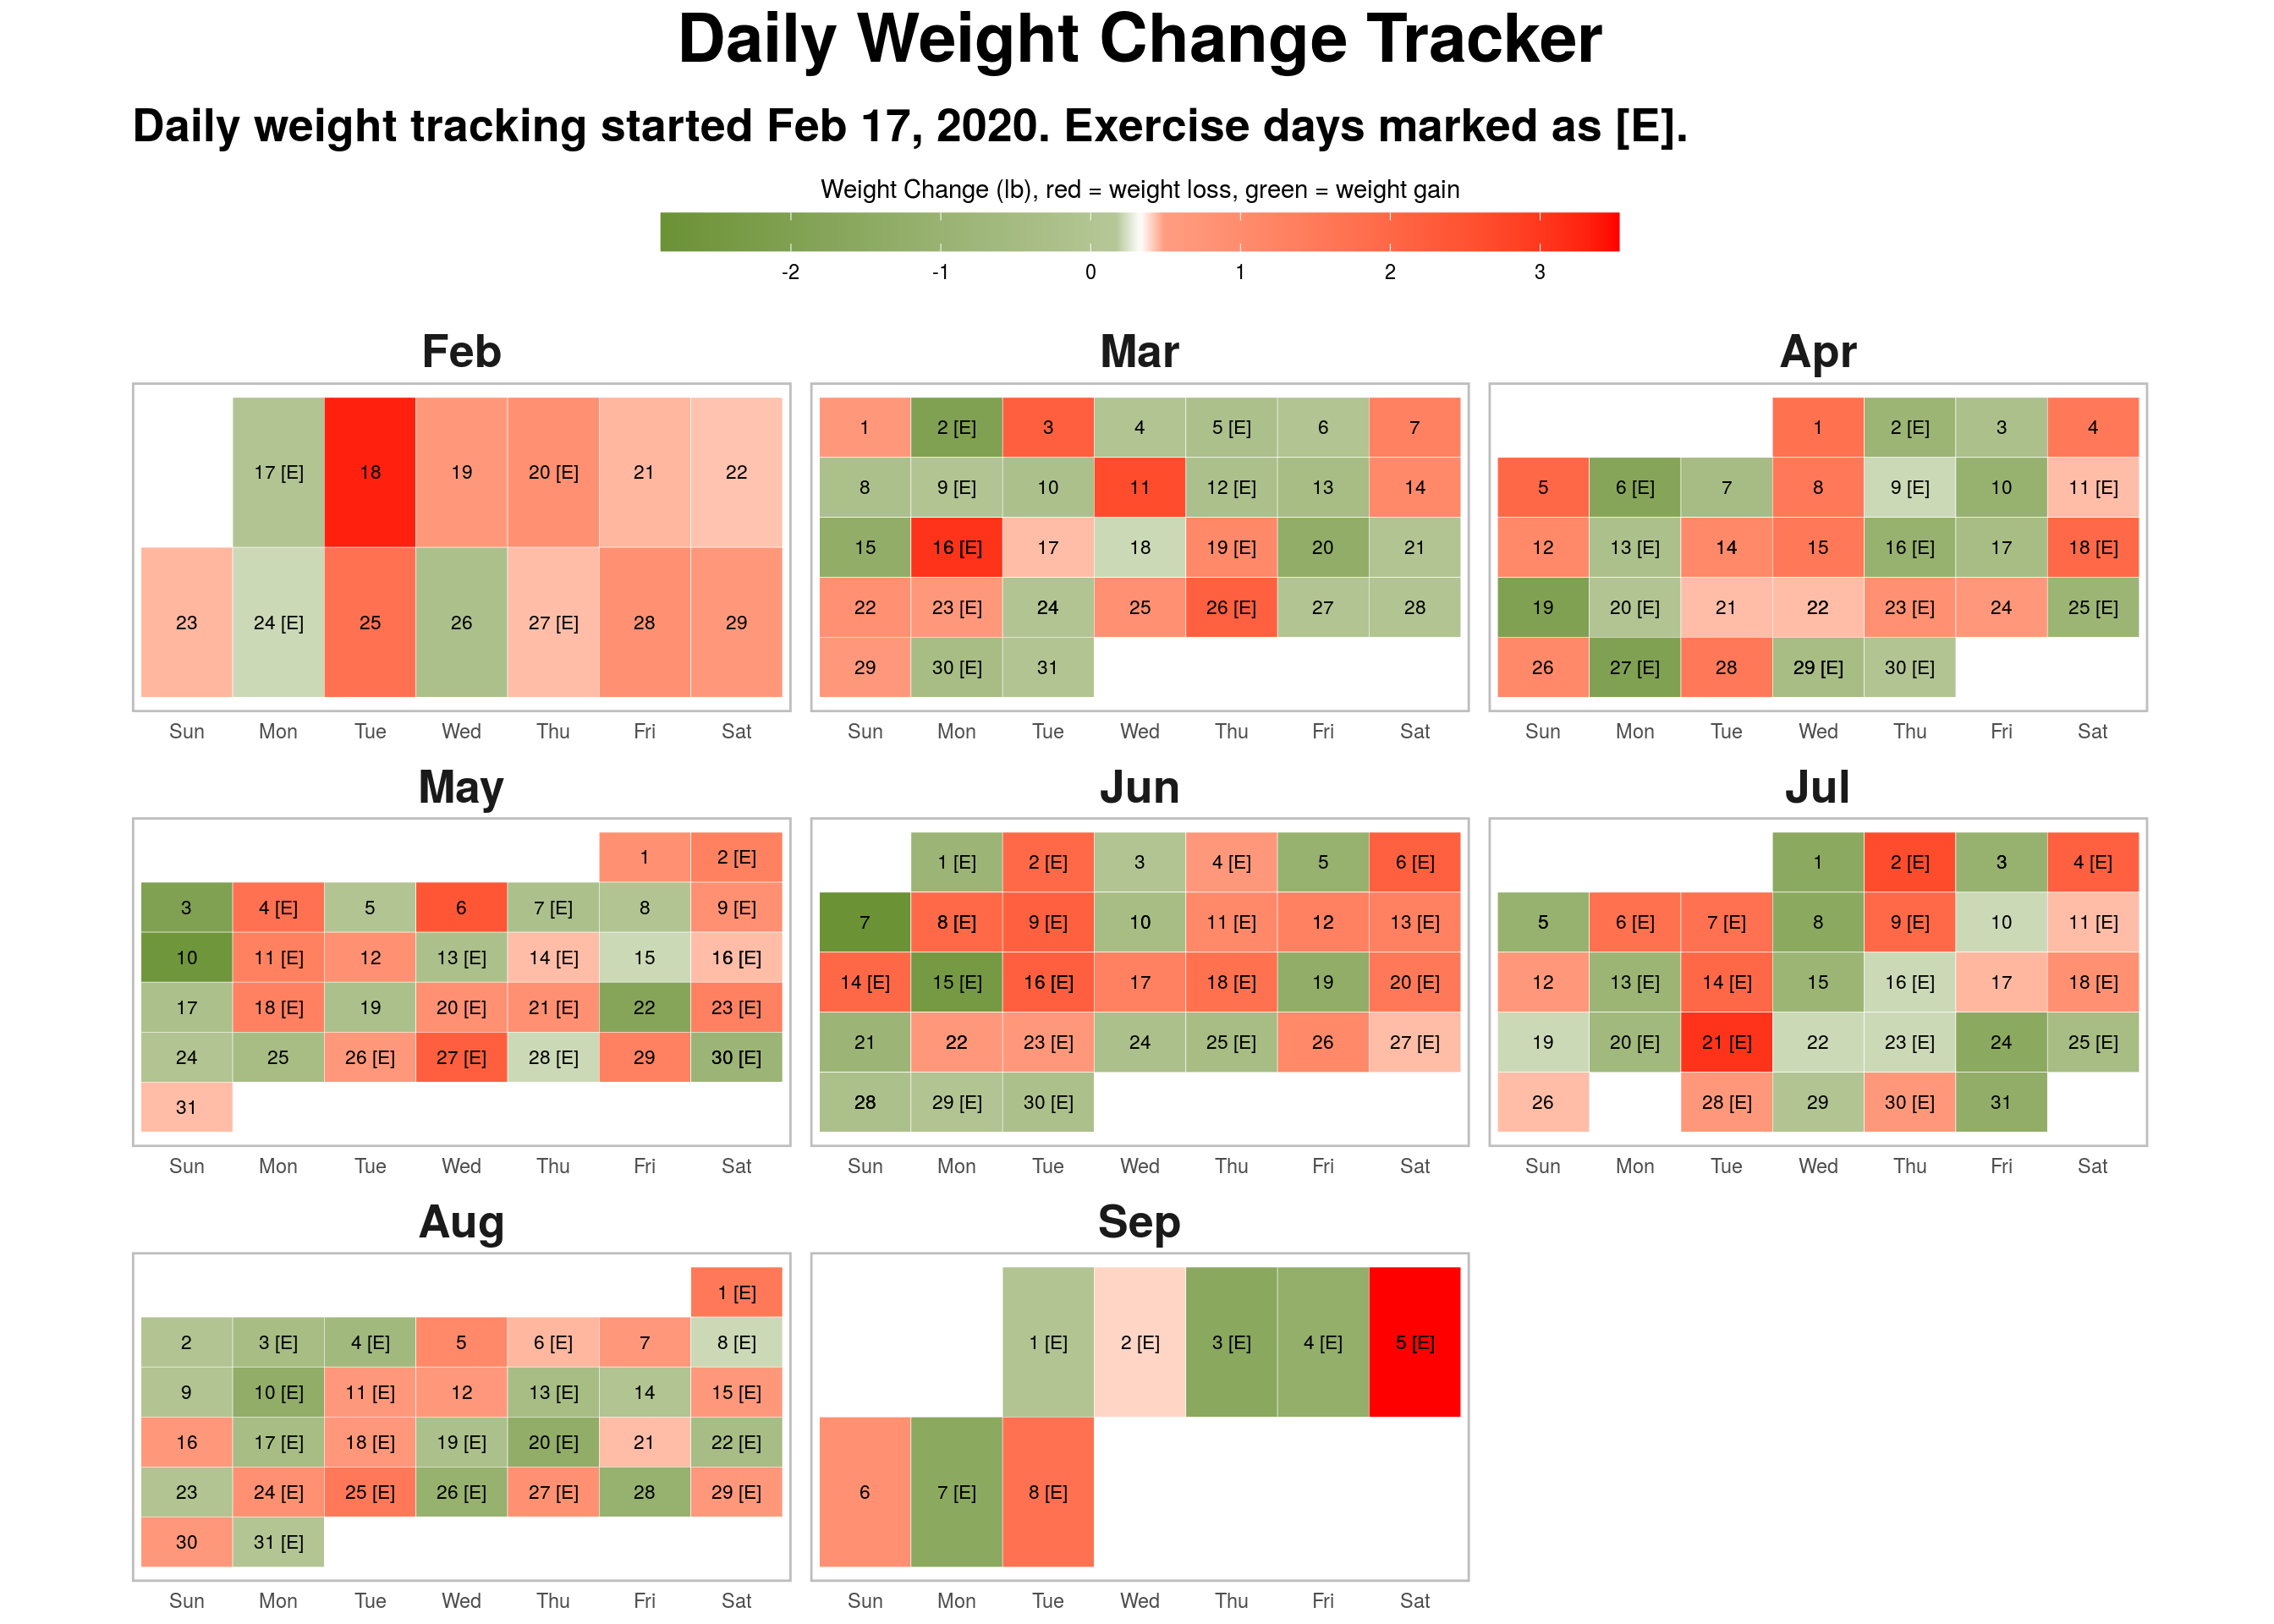 Daily Weight Change Tracker
Daily weight tracking started Feb 17, 2020. Exercise days marked as [E].
Weight Change (lb), red = weight loss, green = weight gain
-2 -1 0 1 2 3
Feb
17 [E] 18 19 20 [E] 21 22
23 24 [E] 25 26 27 [E] 28 29
Sun Mon Tue Wed Thu Fri Sat
Mar
1 2 [E] 3 4 5 [E] 6 7
8 9 [E] 10 11 12 [E] 13 14
15 16 [E] 17 18 19 [E] 20 21
22 23 [E] 24 25 26 [E] 27 28
29 30 [E] 31
Sun Mon Tue Wed Thu Fri Sat
Apr
1 2 [E] 3 4
5 6 [E] 7 8 9 [E] 10 11 [E]
12 13 [E] 14 15 16 [E] 17 18 [E]
19 20 [E] 21 22 23 [E] 24 25 [E]
26 27 [E] 28 29 [E] 30 [E]
Sun Mon Tue Wed Thu Fri Sat
May
1 2 [E]
3 4 [E] 5 6 7 [E] 8 9 [E]
10 11 [E] 12 13 [E] 14 [E] 15 16 [E]
17 18 [E] 19 20 [E] 21 [E] 22 23 [E]
24 25 26 [E] 27 [E] 28 [E] 29 30 [E]
31
Sun Mon Tue Wed Thu Fri Sat
Jun
1 [E] 2 [E] 3 4 [E] 5 6 [E]
7 8 [E] 9 [E] 10 11 [E] 12 13 [E]
14 [E] 15 [E] 16 [E] 17 18 [E] 19 20 [E]
21 22 23 [E] 24 25 [E] 26 27 [E]
28 29 [E] 30 [E]
Sun Mon Tue Wed Thu Fri Sat
Jul
1 2 [E] 3 4 [E]
5 6 [E] 7 [E] 8 9 [E] 10 11 [E]
12 13 [E] 14 [E] 15 16 [E] 17 18 [E]
19 20 [E] 21 [E] 22 23 [E] 24 25 [E]
26 28 [E] 29 30 [E] 31
Sun Mon Tue Wed Thu Fri Sat
Aug
1 [E]
2 3 [E] 4 [E] 5 6 [E] 7 8 [E]
9 10 [E] 11 [E] 12 13 [E] 14 15 [E]
16 17 [E] 18 [E] 19 [E] 20 [E] 21 22 [E]
23 24 [E] 25 [E] 26 [E] 27 [E] 28 29 [E]
30 31 [E]
Sun Mon Tue Wed Thu Fri Sat
Sep
1 [E] 2 [E] 3 [E] 4 [E] 5 [E]
6 7 [E] 8 [E]
Sun Mon Tue Wed Thu Fri Sat